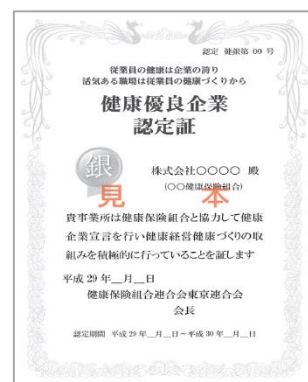 認定 健銀第 00 号
従業員の健康は企業の誇り
活気ある職場は従業員の健康づくりから
健康優良企業
認定証
銀
株式会社〇〇〇〇 殿
(〇〇健康保険組合)
見本
貴事業所は健康保険組合と協力して健康
企業宣言を行い健康経営健康づくりの取
組みを積極的に行っていることを証します
平成 29 年__月__日
健康保険組合連合会東京連合会
会長
認定期間 平成 29 年__月__日~平成 30 年__月__日